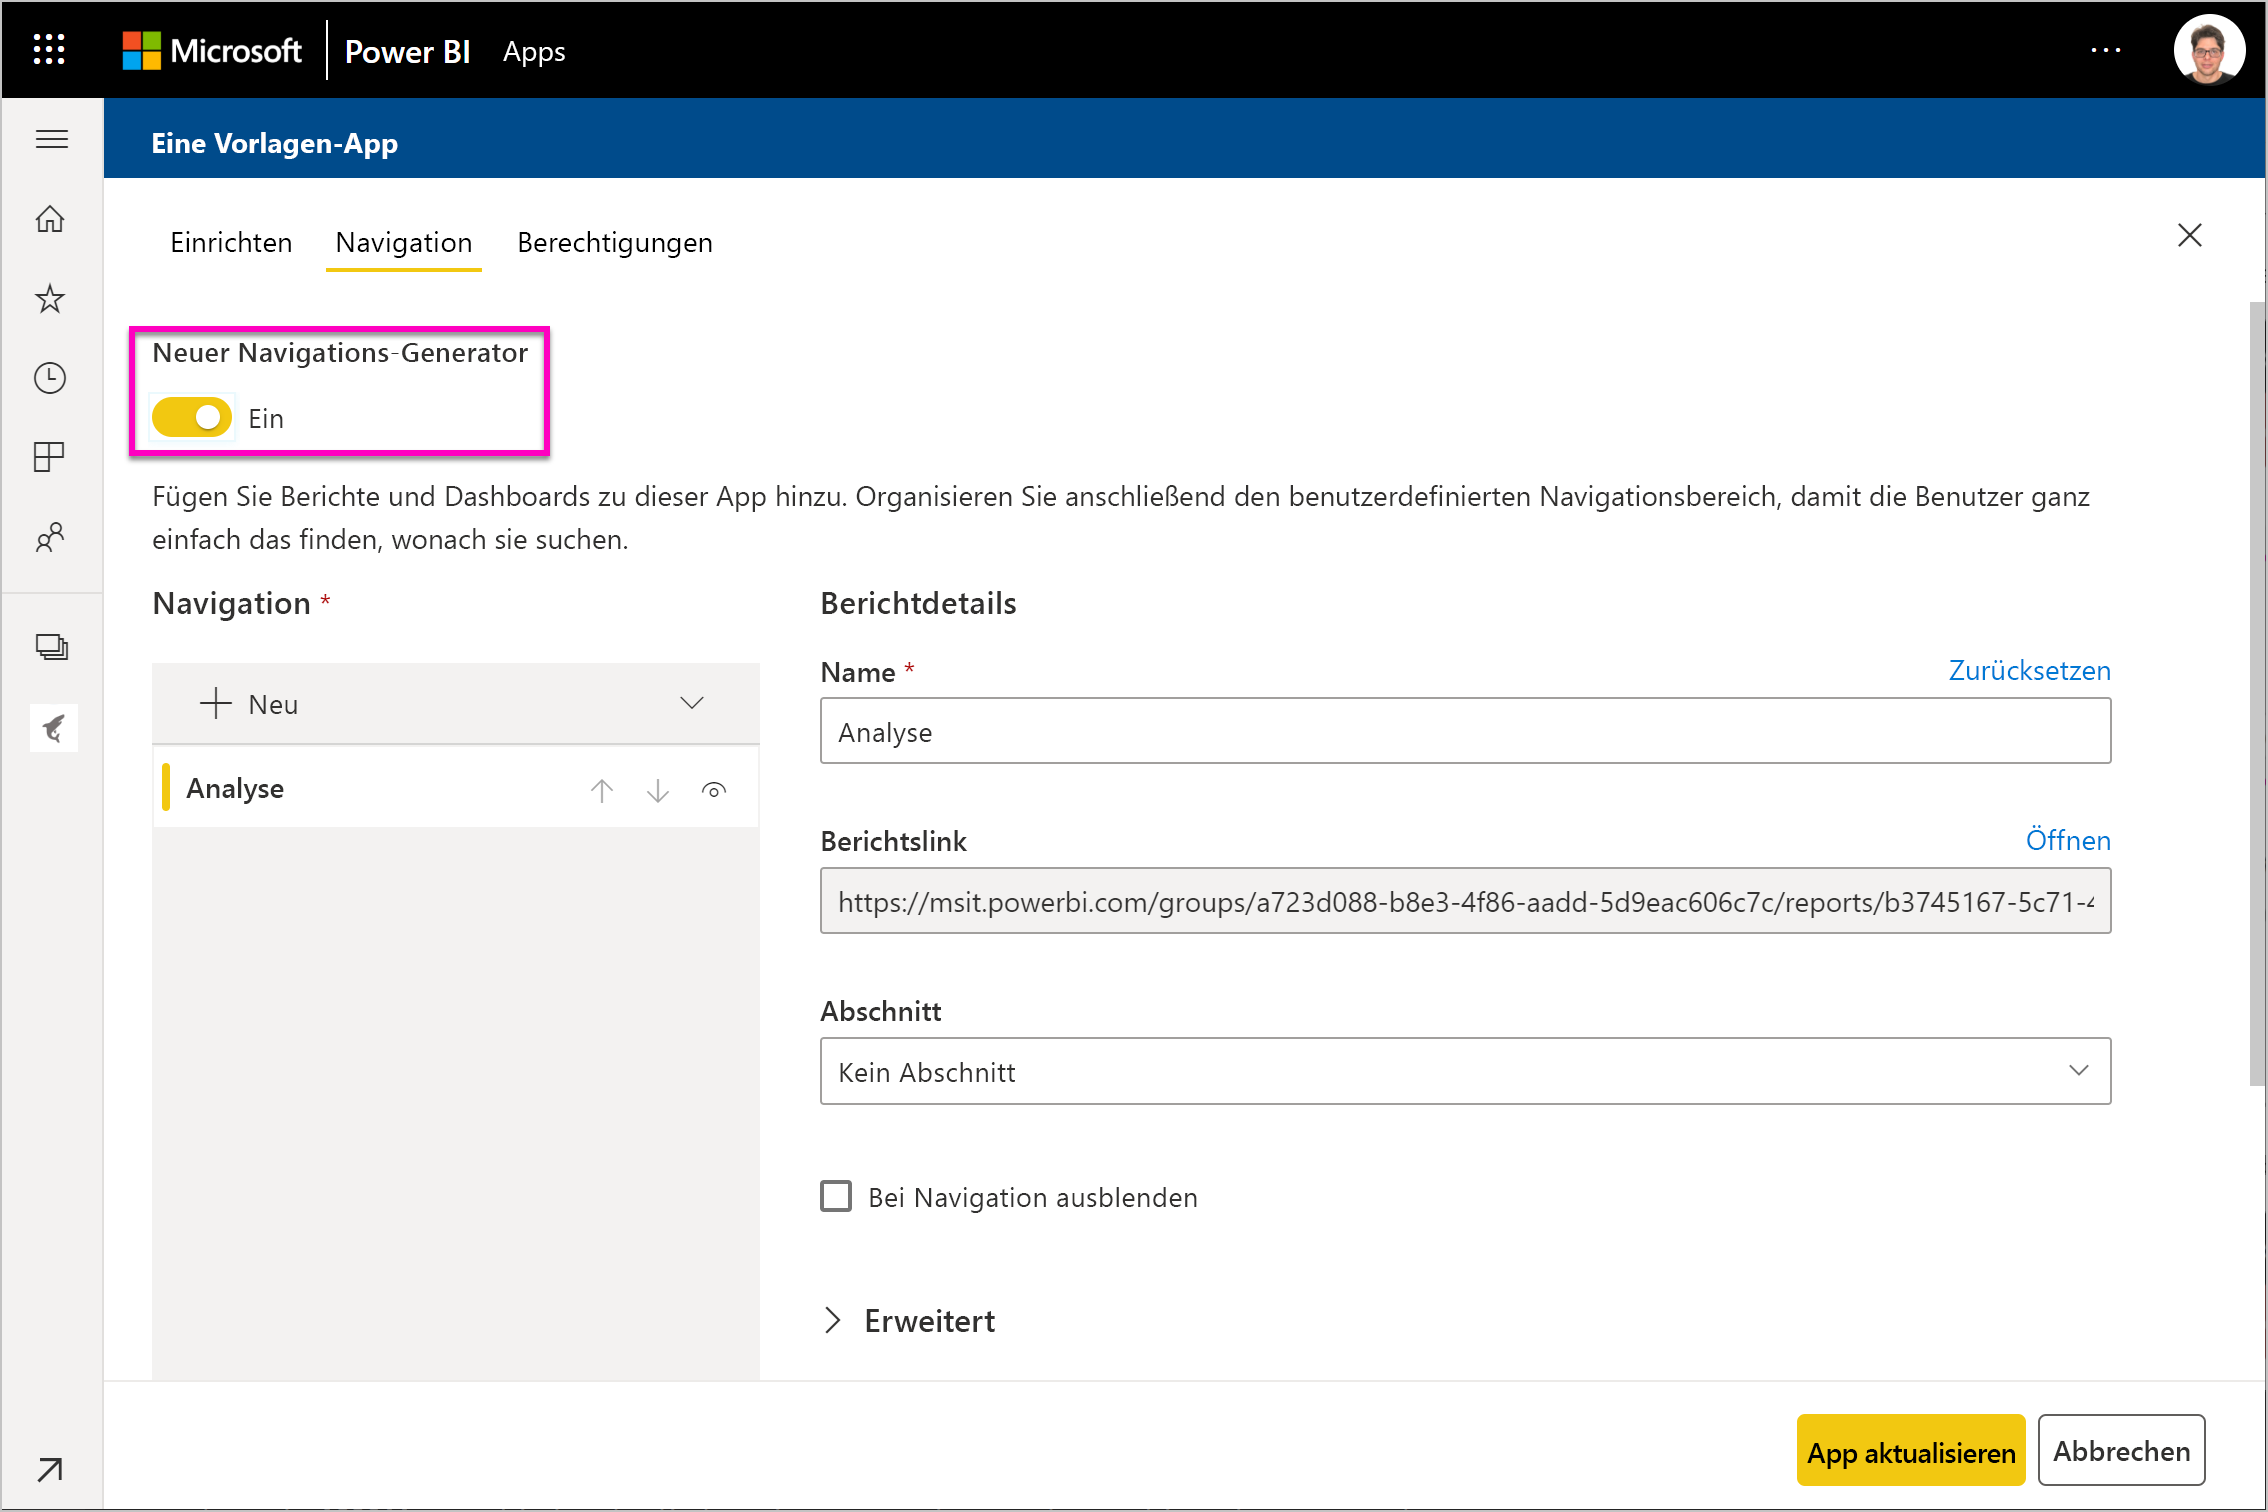 Microsoft Power BI Apps
Eine Vorlagen-App
Einrichten Navigation Berechtigungen
Neuer Navigations-Generator
Ein
Fügen Sie Berichte und Dashboards zu dieser App hinzu. Organisieren Sie anschließend den benutzerdefinierten Navigationsbereich, damit die Benutzer ganz
einfach das finden, wonach sie suchen.
Navigation *
Neu
Analyse
Berichtdetails
Name * Zurücksetzen
Analyse
Berichtslink Öffnen
https://msit.powerbi.com/groups/a723d088-b8e3-4f86-aadd-5d9eac606c7c/reports/b3745167-5c71-4
Abschnitt
Kein Abschnitt
Bei Navigation ausblenden
Erweitert
App aktualisieren Abbrechen